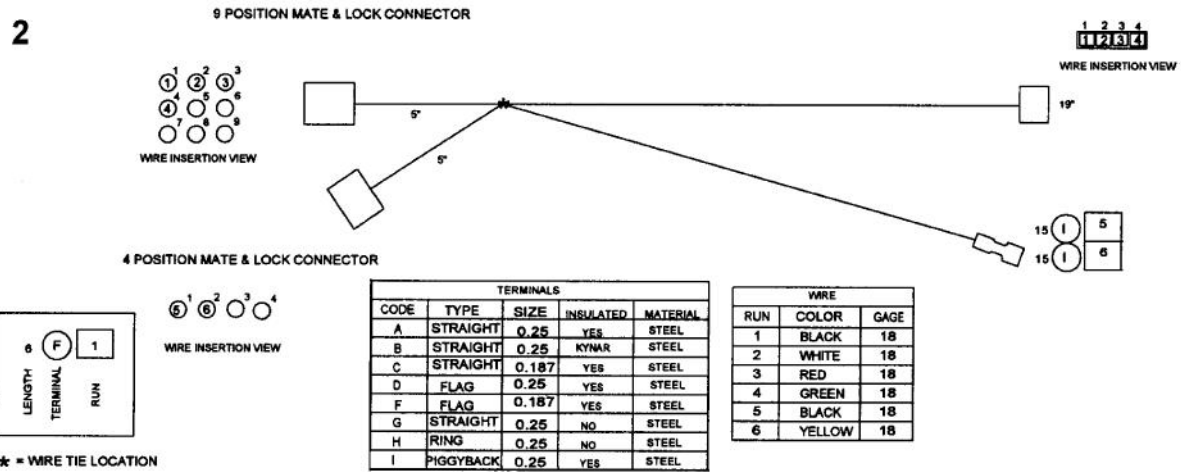 9 POSITION MATE & LOCK CONNECTOR
2
1 2 3 4
1 2 3 4
WIRE INSERTION VIEW
1 2 3
1 2 3
4 5 6
4
7 8 9
WIRE INSERTION VIEW
5"
19"
5"
15 I 5
15 I 6
4 POSITION MATE & LOCK CONNECTOR
1 2 3 4
5 6
WIRE INSERTION VIEW
6 F 1
LENGTH
TERMINAL
RUN
* = WIRE TIE LOCATION
TERMINALS
CODE TYPE SIZE INSULATED MATERIAL
A STRAIGHT 0.25 YES STEEL
B STRAIGHT 0.25 KYNAR STEEL
C STRAIGHT 0.187 YES STEEL
D FLAG 0.25 YES STEEL
F FLAG 0.187 YES STEEL
G STRAIGHT 0.25 NO STEEL
H RING 0.25 NO STEEL
I PIGGYBACK 0.25 YES STEEL
WIRE
RUN COLOR GAGE
1 BLACK 18
2 WHITE 18
3 RED 18
4 GREEN 18
5 BLACK 18
6 YELLOW 18